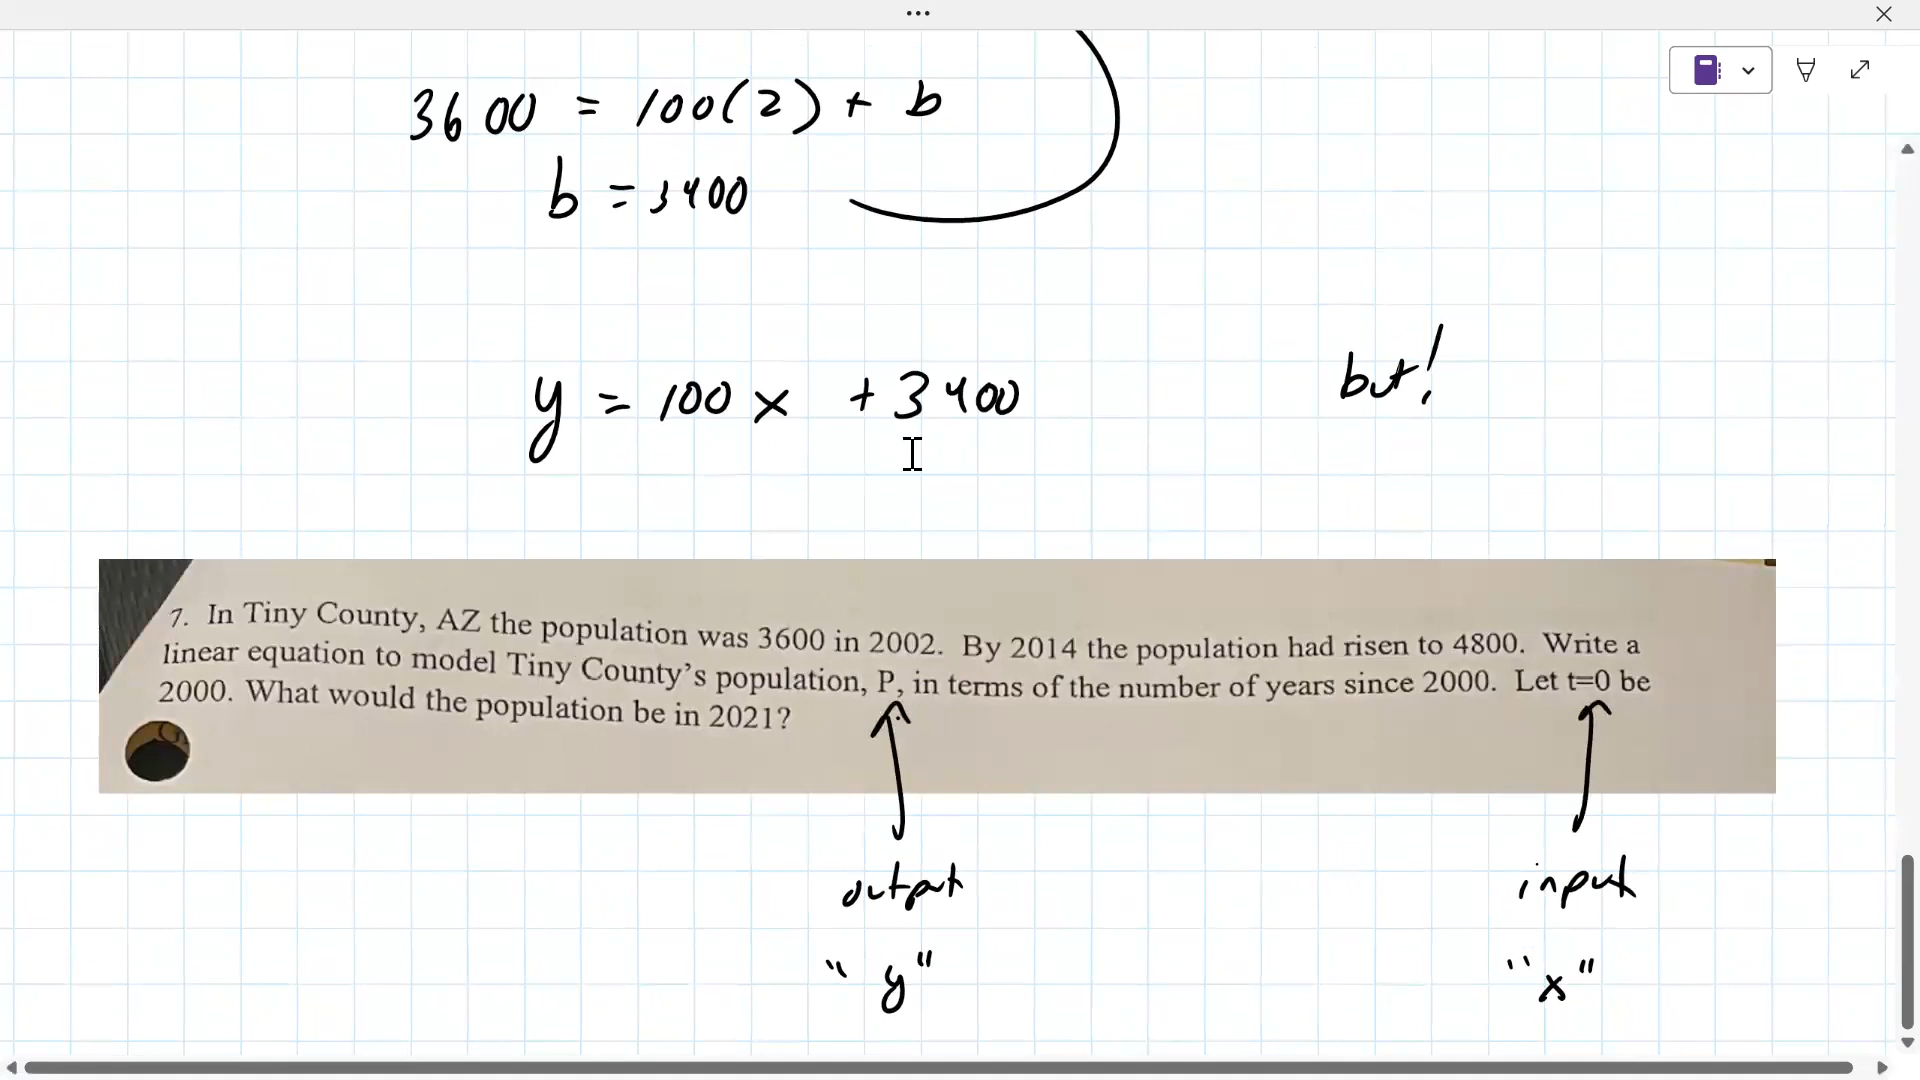 3600 = 100(2) + b
b = 3400
y = 100x + 3400
but!
7. In Tiny County, AZ the population was 3600 in 2002. By 2014 the population had risen to 4800. Write a
linear equation to model Tiny County's population, P, in terms of the number of years since 2000. Let t=0 be
2000. What would the population be in 2021?
output
input
"y"
"x"